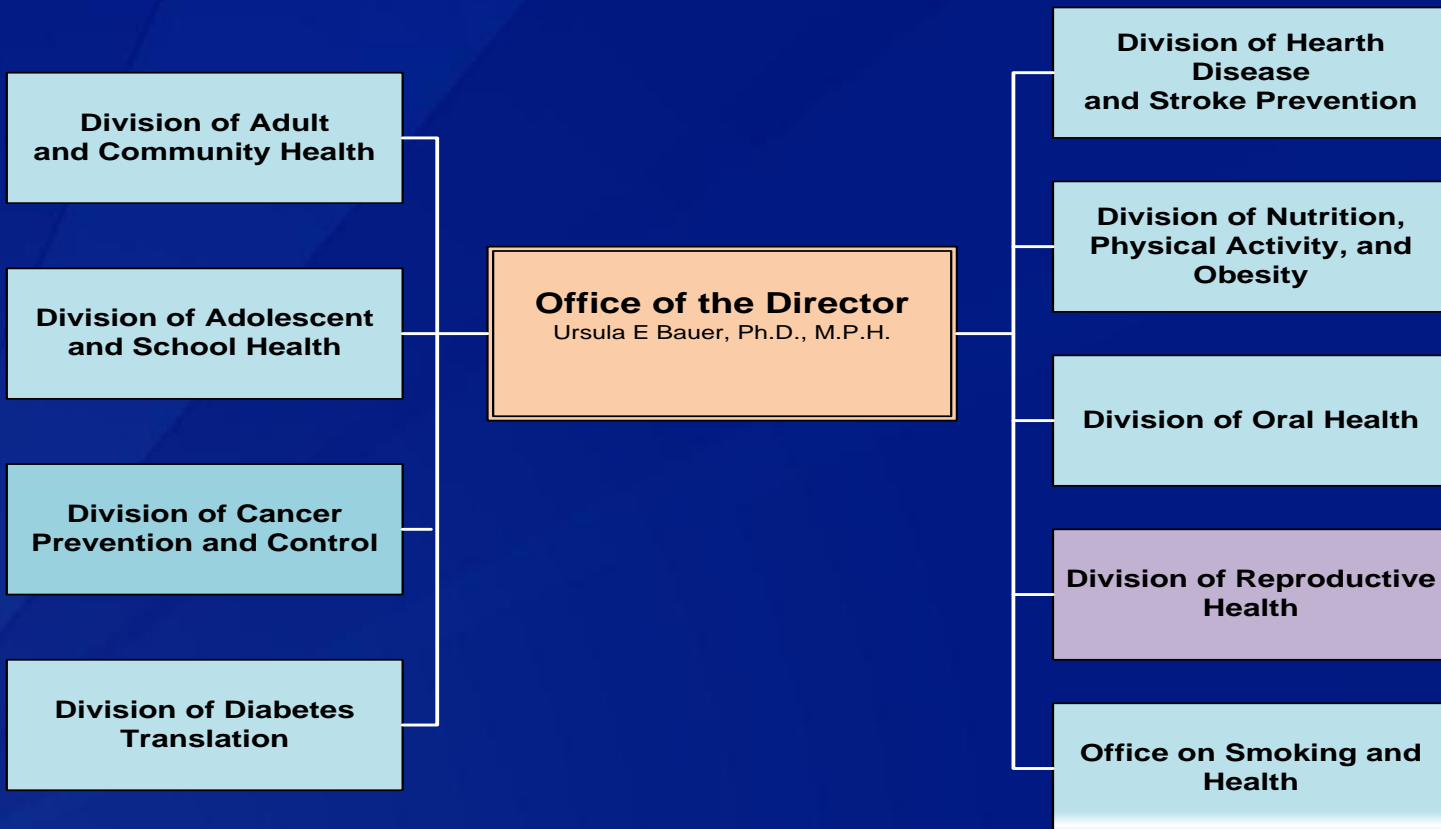 Division of Adult
and Community Health
Division of Adolescent
and School Health
Division of Cancer
Prevention and Control
Division of Diabetes
Translation
Office of the Director
Ursula E Bauer, Ph.D., M.P.H.
Division of Hearth
Disease
and Stroke Prevention
Division of Nutrition,
Physical Activity, and
Obesity
Division of Oral Health
Division of Reproductive
Health
Office on Smoking and
Health